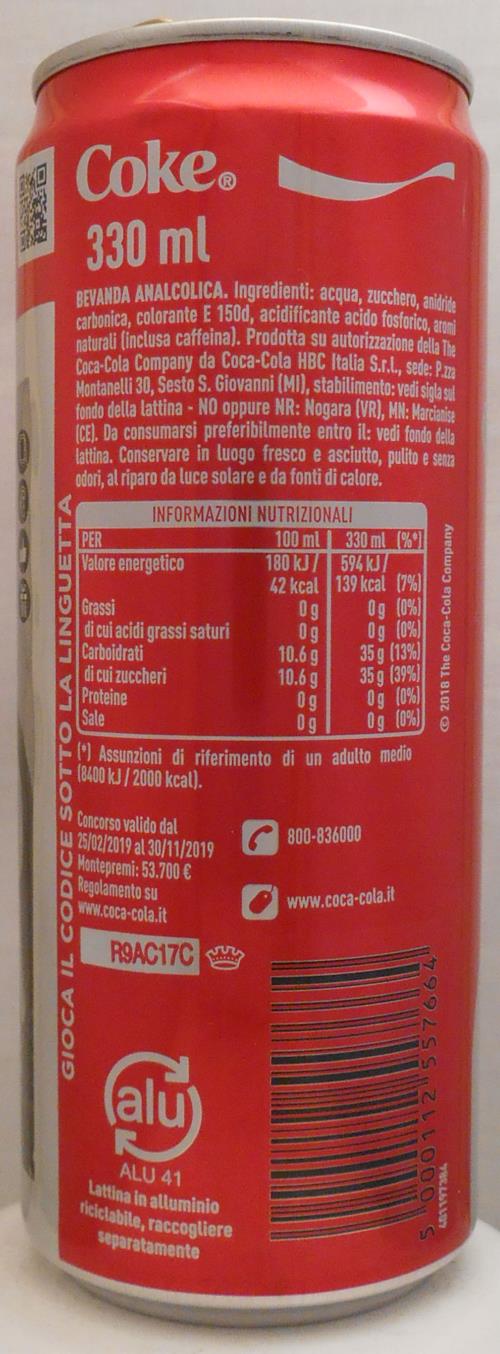 Coke®
330 ml
BEVANDA ANALCOLICA. Ingredienti: acqua, zucchero, anidride
carbonica, colorante E 150d, acidificante acido fosforico, aromi
naturali (inclusa caffeina). Prodotta su autorizzazione della The
Coca-Cola Company da Coca-Cola HBC Italia S.r.l., sede: P.zza
Montanelli 30, Sesto S. Giovanni (MI), stabilimento: vedi sigla sul
fondo della lattina - NO oppure NR: Nogara (VR), MN: Marcianise
(CE). Da consumarsi preferibilmente entro il: vedi fondo della
lattina. Conservare in luogo fresco e asciutto, pulito e senza
odori, al riparo da luce solare e da fonti di calore.
INFORMAZIONI NUTRIZIONALI
PER 100 ml 330 ml (%*)
Valore energetico 180 kJ / 594 kJ /
42 kcal 139 kcal (7%)
Grassi 0 g 0 g (0%)
di cui acidi grassi saturi 0 g 0 g (0%)
Carboidrati 10.6 g 35 g (13%)
di cui zuccheri 10.6 g 35 g (39%)
Proteine 0 g 0 g (0%)
Sale 0 g 0 g (0%)
(*) Assunzioni di riferimento di un adulto medio
(8400 kJ / 2000 kcal).
© 2018 The Coca-Cola Company
GIOCA IL CODICE SOTTO LA LINGUETTA
Concorso valido dal
25/02/2019 al 30/11/2019
Montepremi: 53.700 €
Regolamento su
www.coca-cola.it
800-836000
www.coca-cola.it
R9AC17C
alu
ALU 41
Lattina in alluminio
riciclabile, raccogliere
separatamente
5 000112 557664
401197384